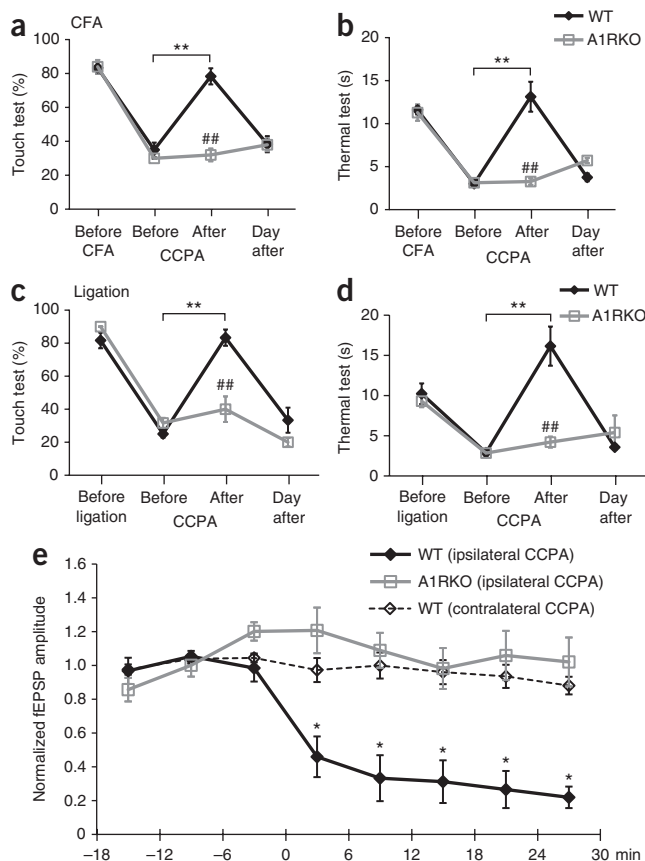 a
CFA
**
100
80
60
40
20
0
Touch test (%)
##
Before CFA
Before
After
Day after
CCPA
b
WT
A1RKO
**
15
10
5
0
Thermal test (s)
##
Before CFA
Before
After
Day after
CCPA
c
Ligation
**
100
80
60
40
20
0
Touch test (%)
##
Before ligation
Before
After
Day after
CCPA
d
WT
A1RKO
**
20
15
10
5
0
Thermal test (s)
##
Before ligation
Before
After
Day after
CCPA
e
WT (ipsilateral CCPA)
A1RKO (ipsilateral CCPA)
WT (contralateral CCPA)
1.6
1.4
1.2
1.0
0.8
0.6
0.4
0.2
0
Normalized fEPSP amplitude
* * * * *
–18 –12 –6 0 6 12 18 24 30 min